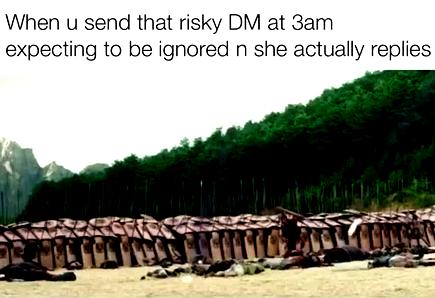 When u send that risky DM at 3am
expecting to be ignored n she actually replies